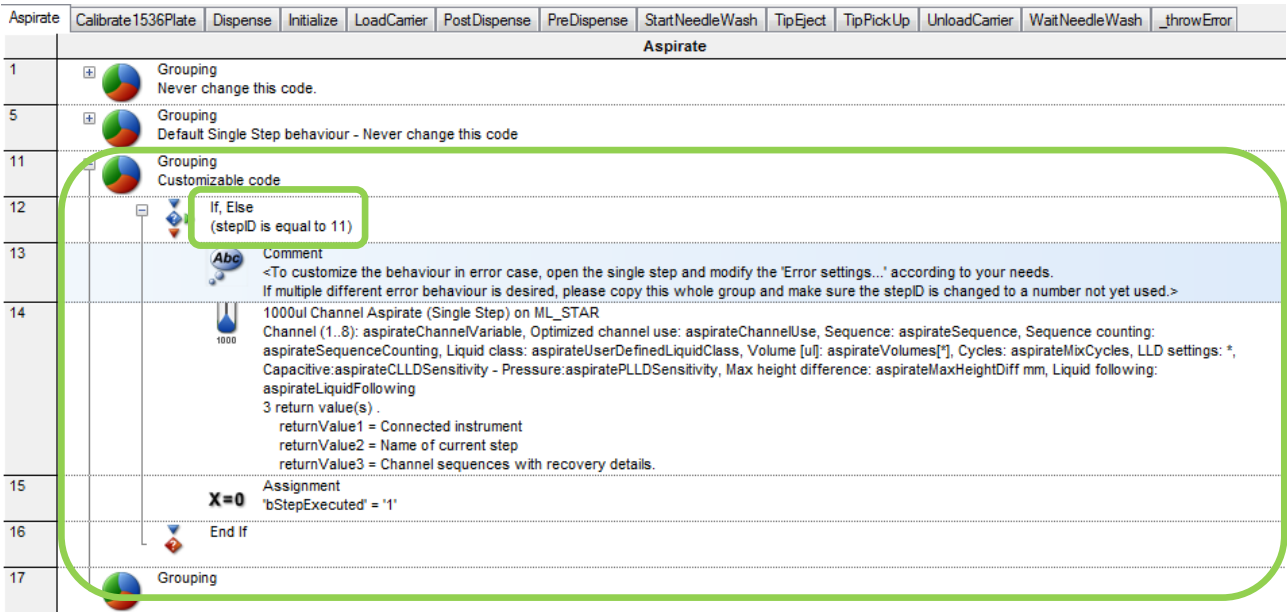 Aspirate Calibrate1536Plate Dispense Initialize LoadCarrier PostDispense PreDispense StartNeedleWash TipEject TipPickUp UnloadCarrier WaitNeedleWash _throwError
Aspirate
1 Grouping
Never change this code.
5 Grouping
Default Single Step behaviour - Never change this code
11 Grouping
Customizable code
12 If, Else
(stepID is equal to 11)
13 Abc Comment
<To customize the behaviour in error case, open the single step and modify the 'Error settings...' according to your needs.
If multiple different error behaviour is desired, please copy this whole group and make sure the stepID is changed to a number not yet used.>
14 1000ul Channel Aspirate (Single Step) on ML_STAR
1000 Channel (1..8): aspirateChannelVariable, Optimized channel use: aspirateChannelUse, Sequence: aspirateSequence, Sequence counting:
aspirateSequenceCounting, Liquid class: aspirateUserDefinedLiquidClass, Volume [ul]: aspirateVolumes[*], Cycles: aspirateMixCycles, LLD settings: *,
Capacitive:aspirateCLLDSensitivity - Pressure:aspiratePLLDSensitivity, Max height difference: aspirateMaxHeightDiff mm, Liquid following:
aspirateLiquidFollowing
3 return value(s) .
returnValue1 = Connected instrument
returnValue2 = Name of current step
returnValue3 = Channel sequences with recovery details.
15 X=0 Assignment
'bStepExecuted' = '1'
16 End If
17 Grouping